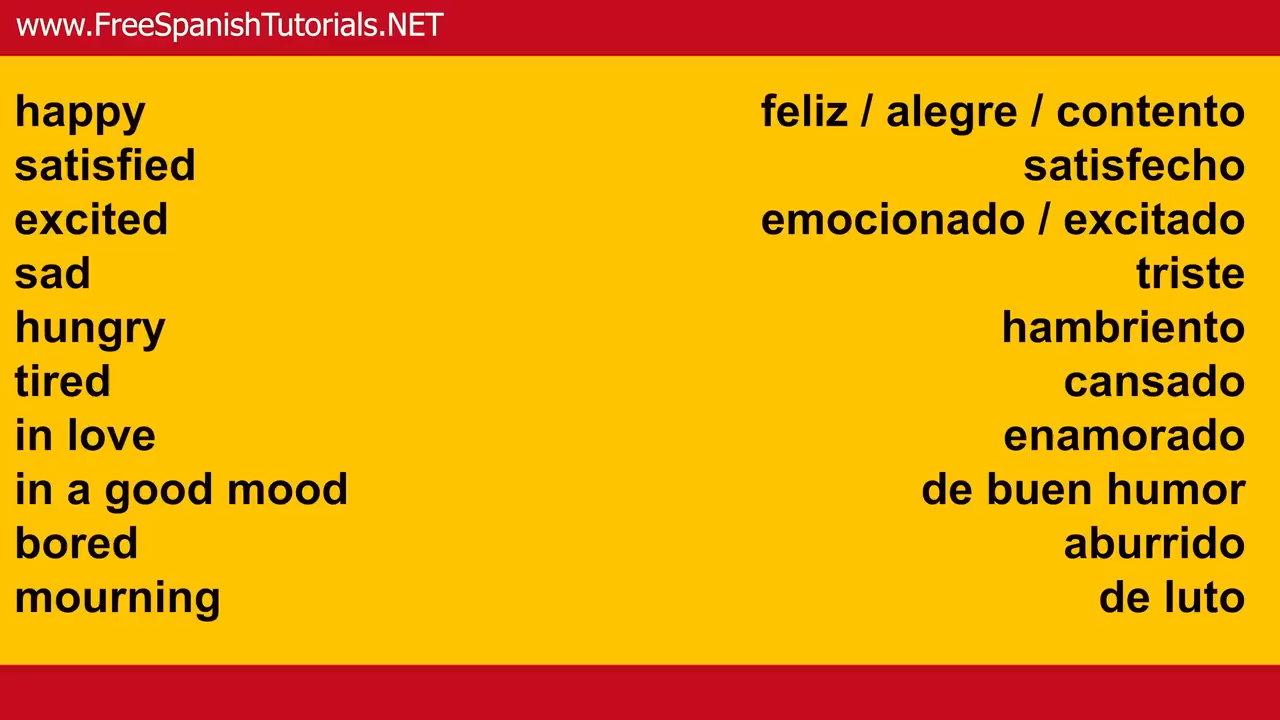 www.FreeSpanishTutorials.NET
happy feliz / alegre / contento
satisfied satisfecho
excited emocionado / excitado
sad triste
hungry hambriento
tired cansado
in love enamorado
in a good mood de buen humor
bored aburrido
mourning de luto